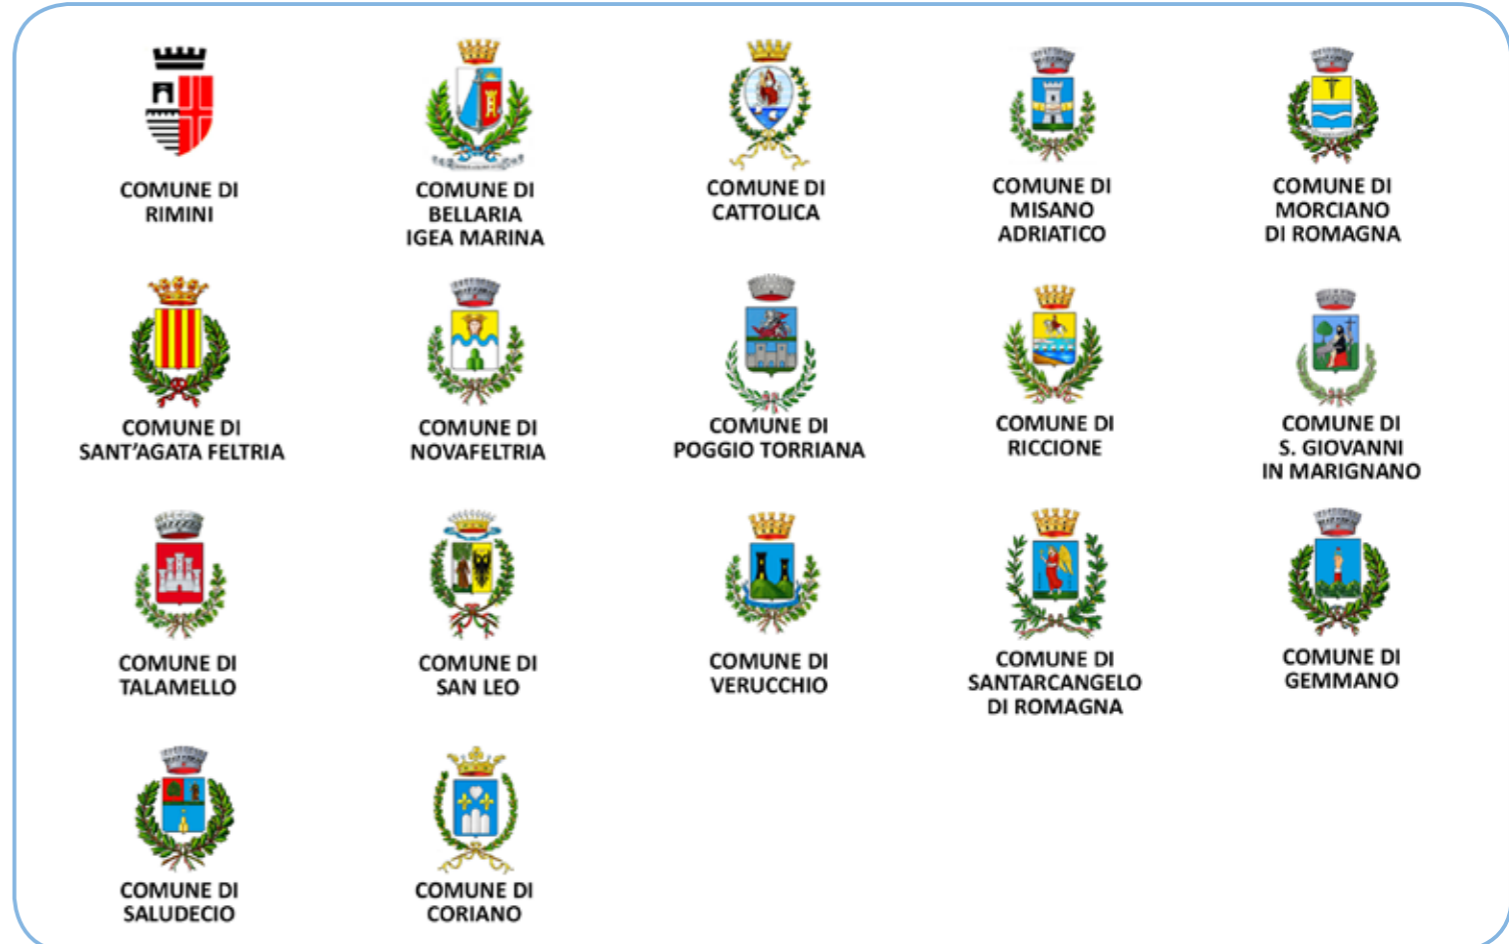 COMUNE DI
RIMINI
COMUNE DI
BELLARIA
IGEA MARINA
COMUNE DI
CATTOLICA
COMUNE DI
MISANO
ADRIATICO
COMUNE DI
MORCIANO
DI ROMAGNA
COMUNE DI
SANT'AGATA FELTRIA
COMUNE DI
NOVAFELTRIA
COMUNE DI
POGGIO TORRIANA
COMUNE DI
RICCIONE
COMUNE DI
S. GIOVANNI
IN MARIGNANO
COMUNE DI
TALAMELLO
COMUNE DI
SAN LEO
COMUNE DI
VERUCCHIO
COMUNE DI
SANTARCANGELO
DI ROMAGNA
COMUNE DI
GEMMANO
COMUNE DI
SALUDECIO
COMUNE DI
CORIANO